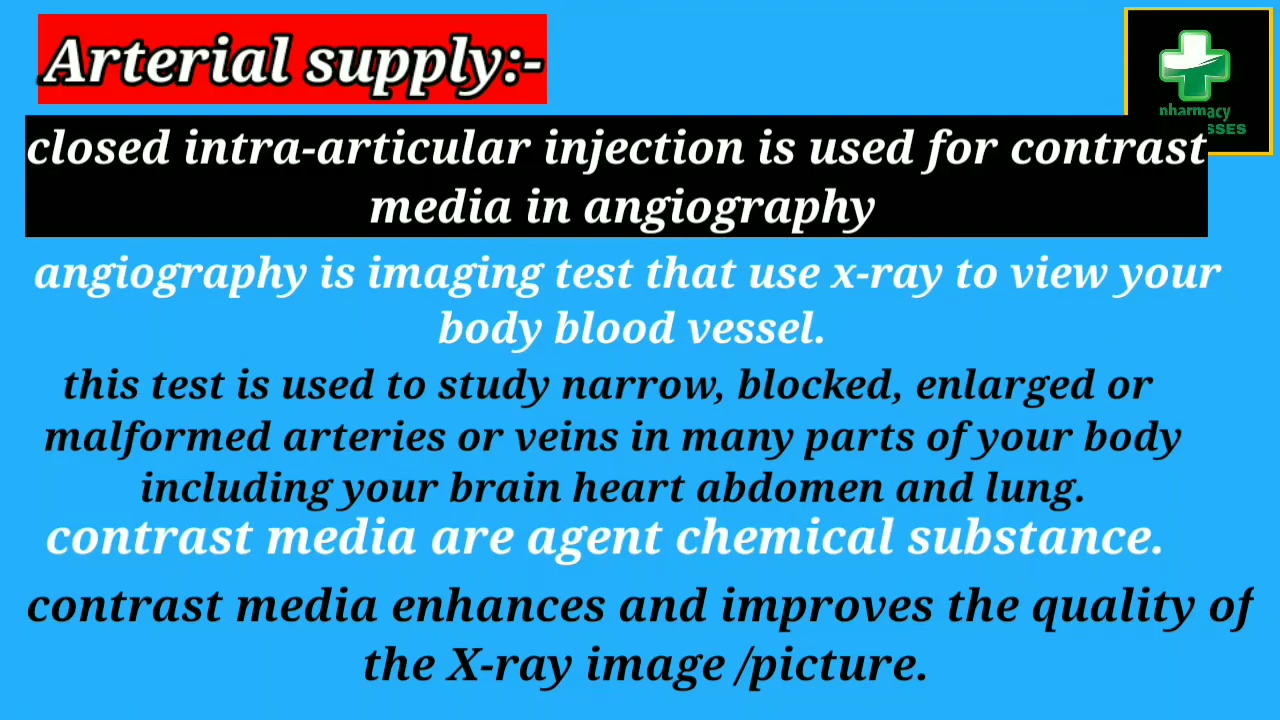 Arterial supply:-
pharmacy
SSES
closed intra-articular injection is used for contrast
media in angiography
angiography is imaging test that use x-ray to view your
body blood vessel.
this test is used to study narrow, blocked, enlarged or
malformed arteries or veins in many parts of your body
including your brain heart abdomen and lung.
contrast media are agent chemical substance.
contrast media enhances and improves the quality of
the X-ray image /picture.